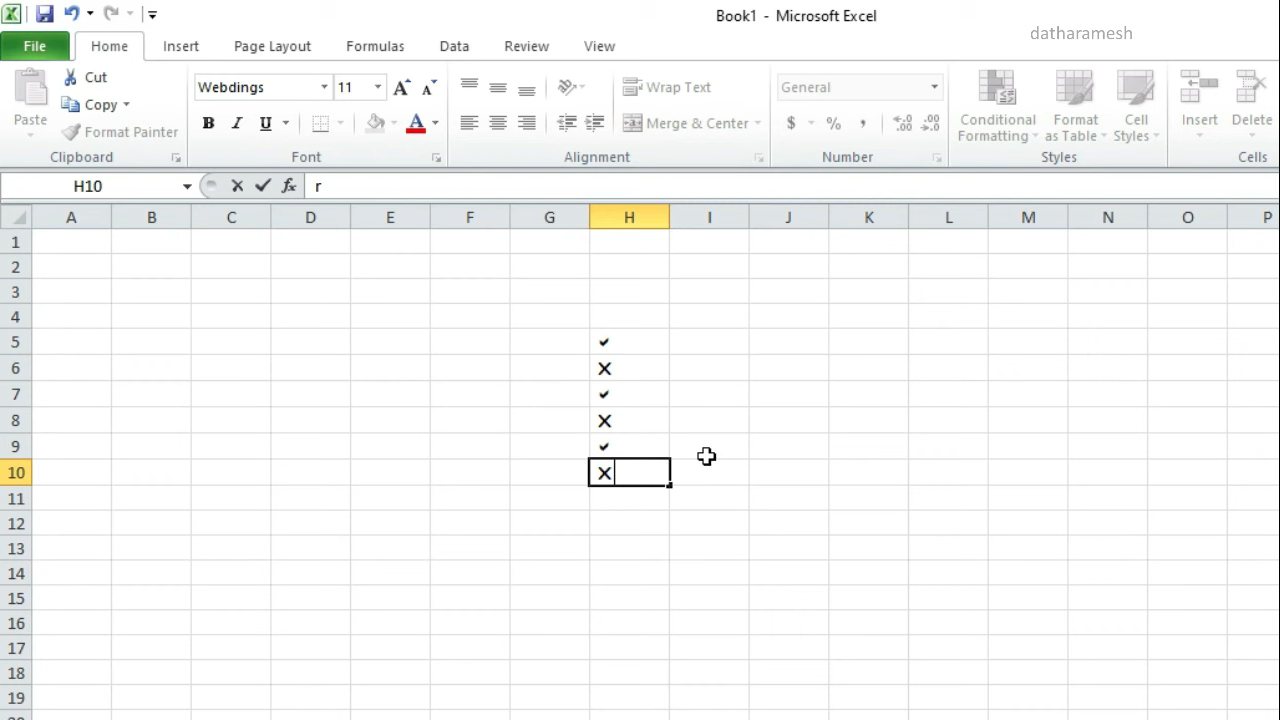 Book1 - Microsoft Excel
datharamesh
File Home Insert Page Layout Formulas Data Review View
Paste
Cut
Copy
Format Painter
Clipboard
Webdings 11 A A
B I U A
Font
Wrap Text
Merge & Center
Alignment
General
$ % , .00 .0
Number
Conditional Formatting
Format as Table
Cell Styles
Styles
Insert Delete
Cells
H10 fx r
A B C D E F G H I J K L M N O P
1
2
3
4
5 ✔
6 ✕
7 ✔
8 ✕
9 ✔
10 ✕
11
12
13
14
15
16
17
18
19